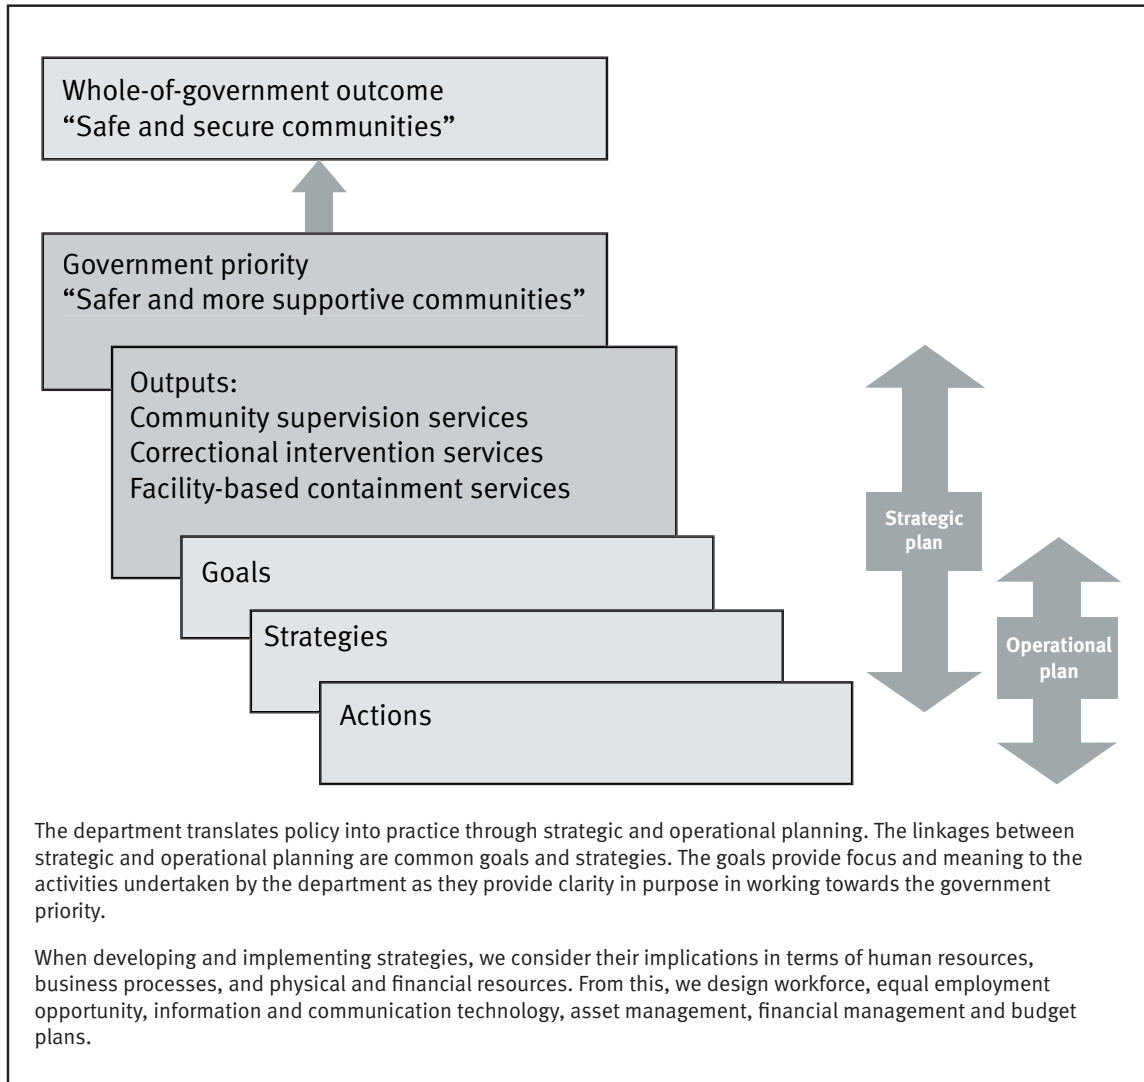 Whole-of-government outcome
“Safe and secure communities”
Government priority
“Safer and more supportive communities”
Outputs:
Community supervision services
Correctional intervention services
Facility-based containment services
Goals
Strategies
Actions
Strategic
plan
Operational
plan
The department translates policy into practice through strategic and operational planning. The linkages between
strategic and operational planning are common goals and strategies. The goals provide focus and meaning to the
activities undertaken by the department as they provide clarity in purpose in working towards the government
priority.
When developing and implementing strategies, we consider their implications in terms of human resources,
business processes, and physical and financial resources. From this, we design workforce, equal employment
opportunity, information and communication technology, asset management, financial management and budget
plans.